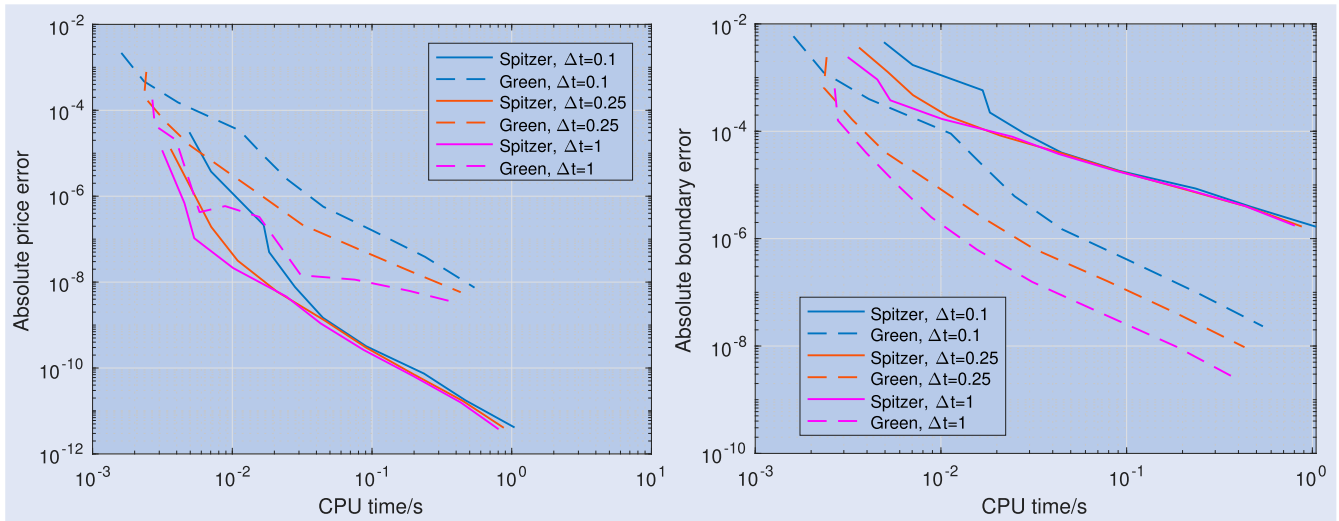 Absolute price error
10^-2
10^-4
10^-6
10^-8
10^-10
10^-12
Spitzer, Δt=0.1
Green, Δt=0.1
Spitzer, Δt=0.25
Green, Δt=0.25
Spitzer, Δt=1
Green, Δt=1
10^-3
10^-2
10^-1
10^0
10^1
CPU time/s
Absolute boundary error
10^-2
10^-4
10^-6
10^-8
10^-10
Spitzer, Δt=0.1
Green, Δt=0.1
Spitzer, Δt=0.25
Green, Δt=0.25
Spitzer, Δt=1
Green, Δt=1
10^-3
10^-2
10^-1
10^0
CPU time/s